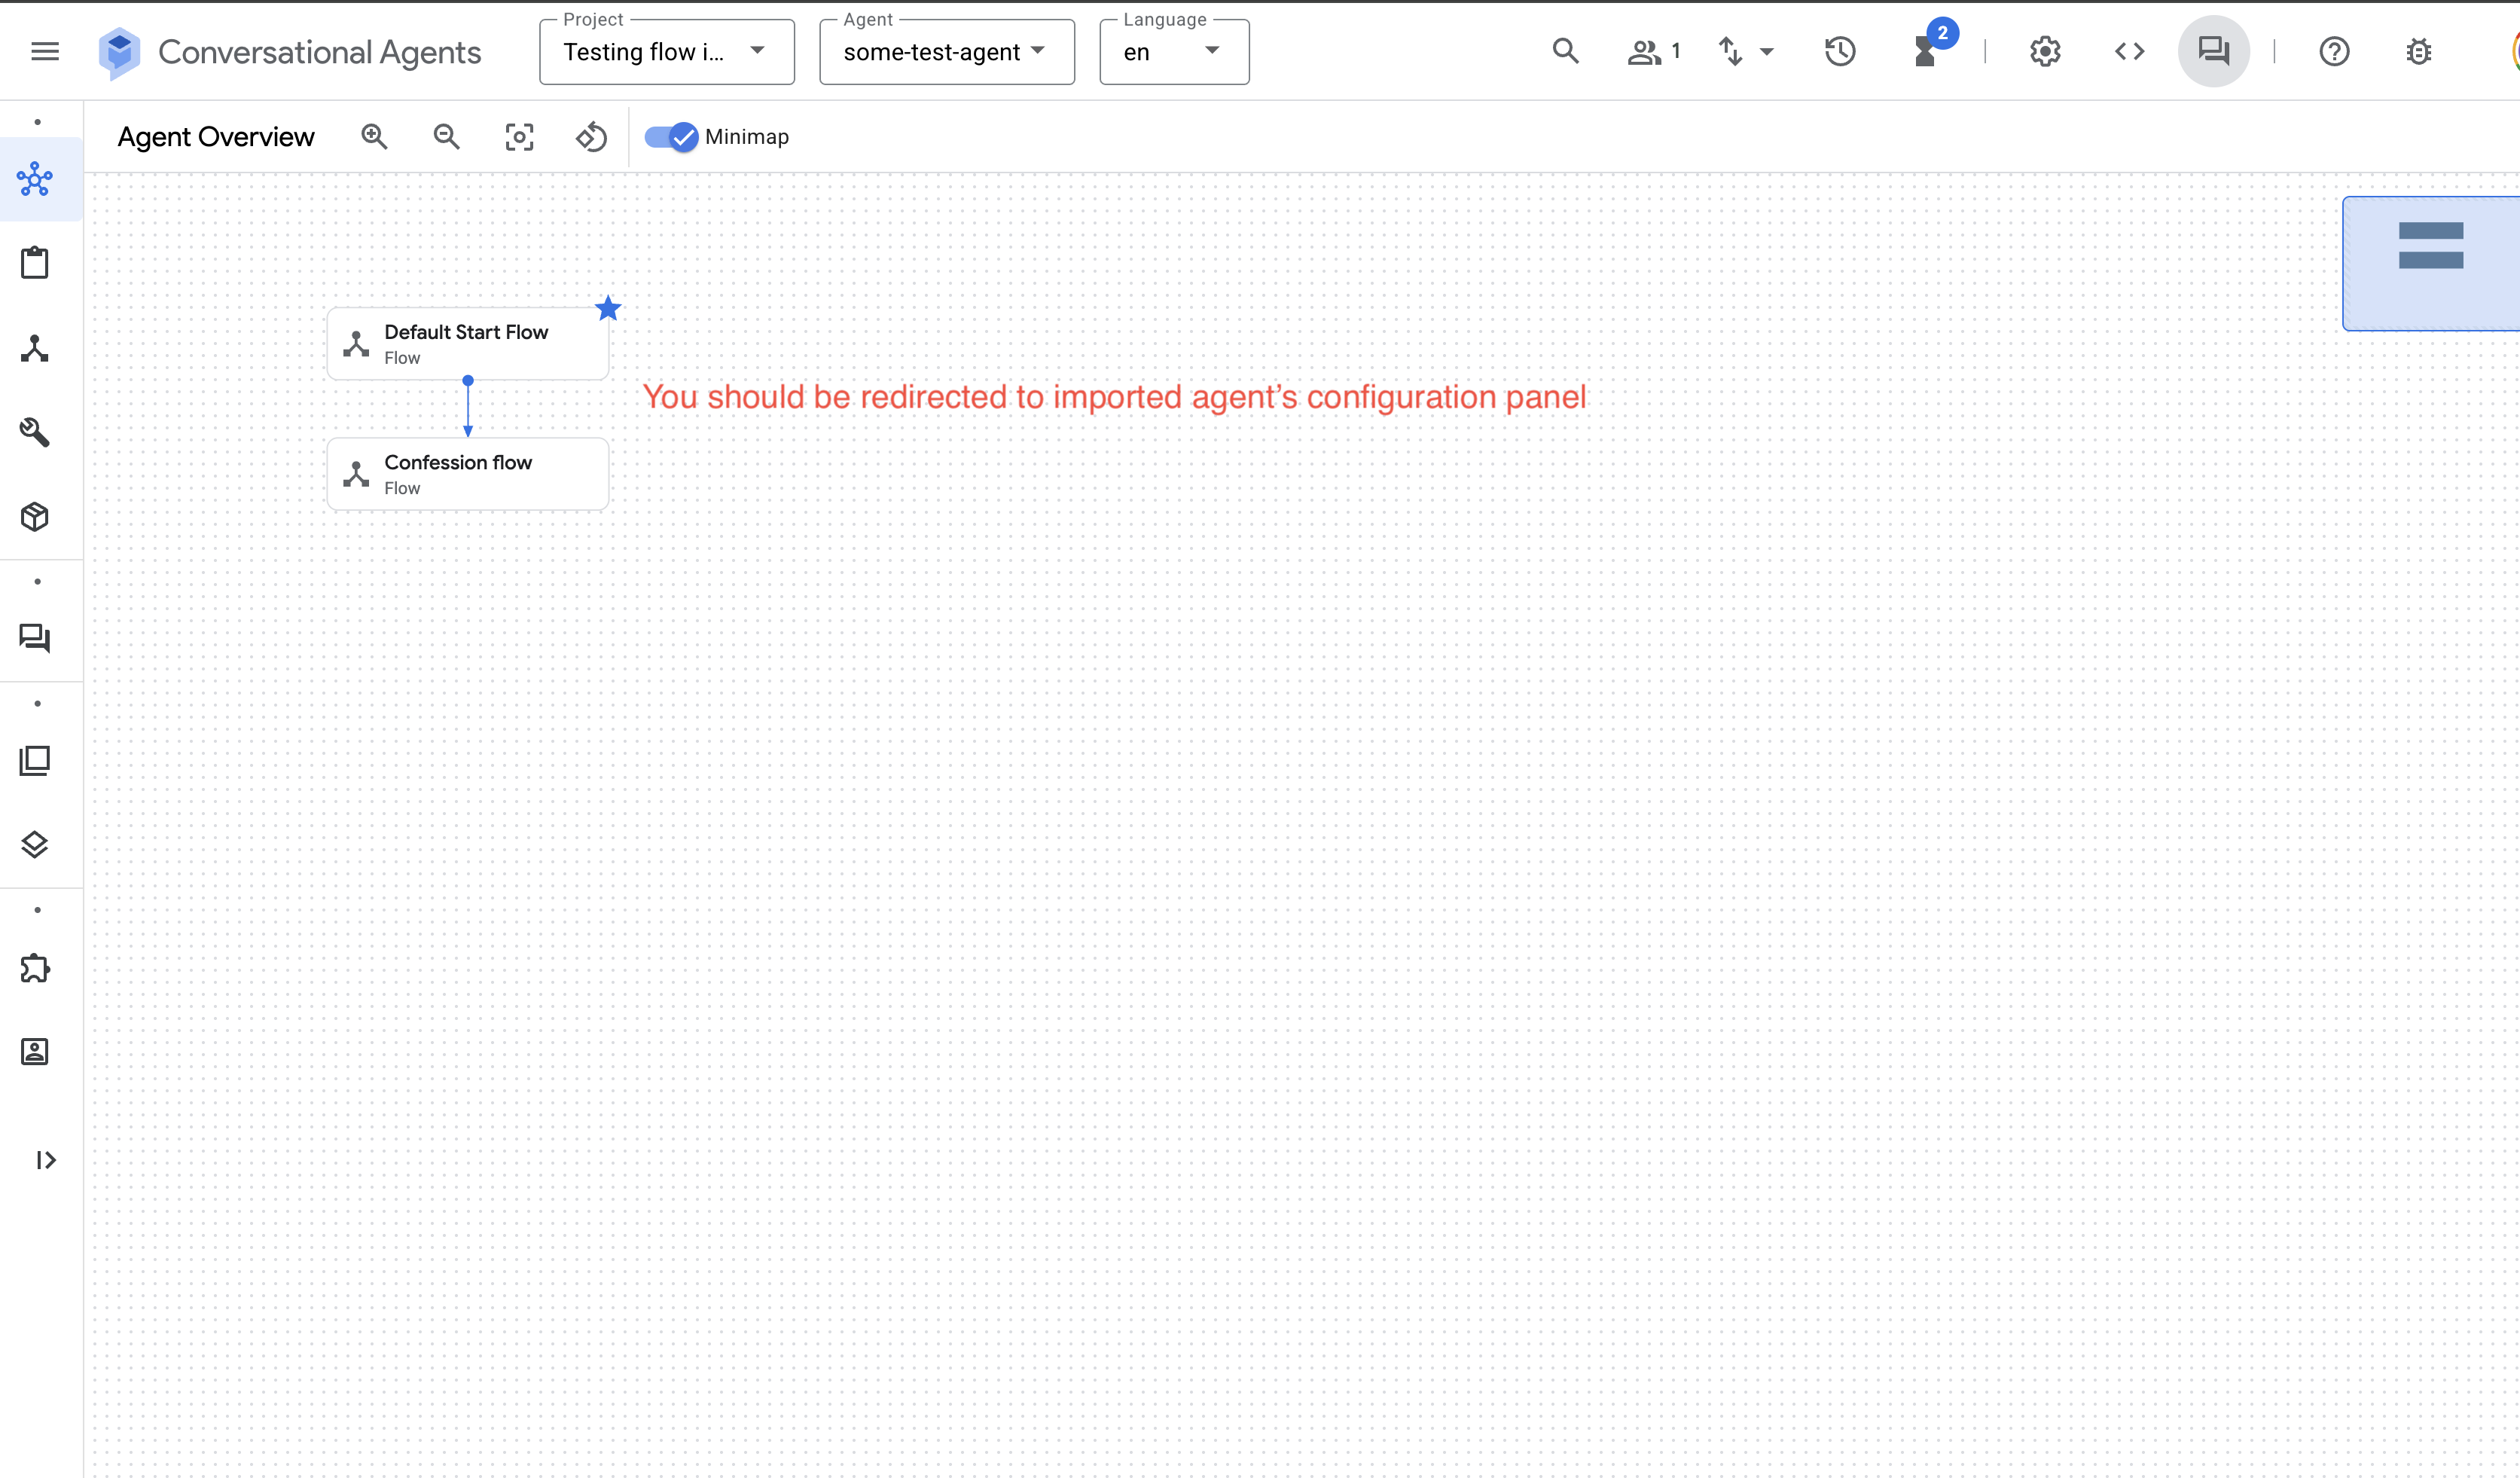 Conversational Agents
Project
Testing flow i...
Agent
some-test-agent
Language
en
1
2
Agent Overview
Minimap
Default Start Flow
Flow
You should be redirected to imported agent’s configuration panel
Confession flow
Flow